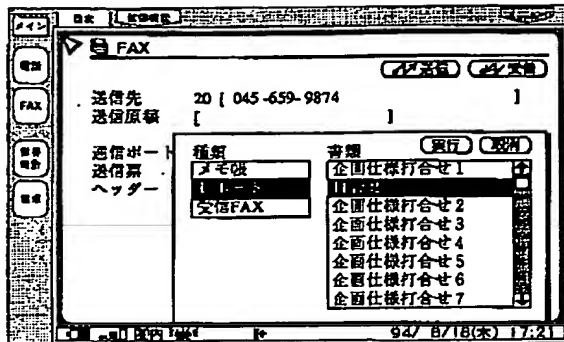 メイン
日本
FAX
送信
受信
電話
FAX
送信先 20 [ 045-659-9874 ]
送信原稿 [ ]
送信ポート
送信票
ヘッダー
種類
メモ帳
受信FAX
書類
実行
取消
企画仕様打合せ1
企画仕様打合せ2
企画仕様打合せ3
企画仕様打合せ4
企画仕様打合せ5
企画仕様打合せ6
企画仕様打合せ7
国内
94/ 8/18(木) 17:21